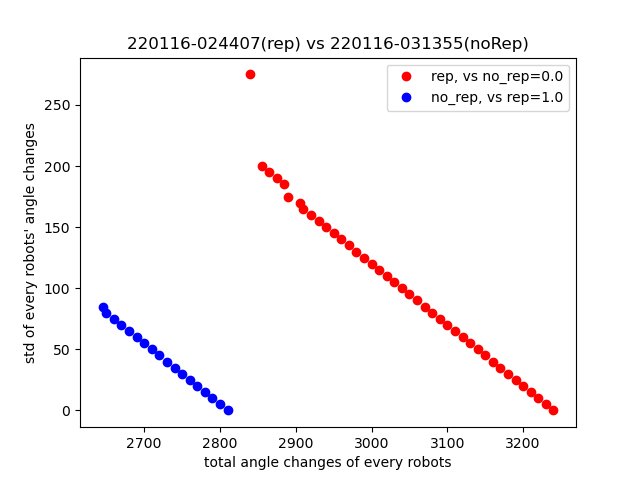 220116-024407(rep) vs 220116-031355(noRep)
rep, vs no_rep=0.0
no_rep, vs rep=1.0
std of every robots' angle changes
250
200
150
100
50
0
2700 2800 2900 3000 3100 3200
total angle changes of every robots